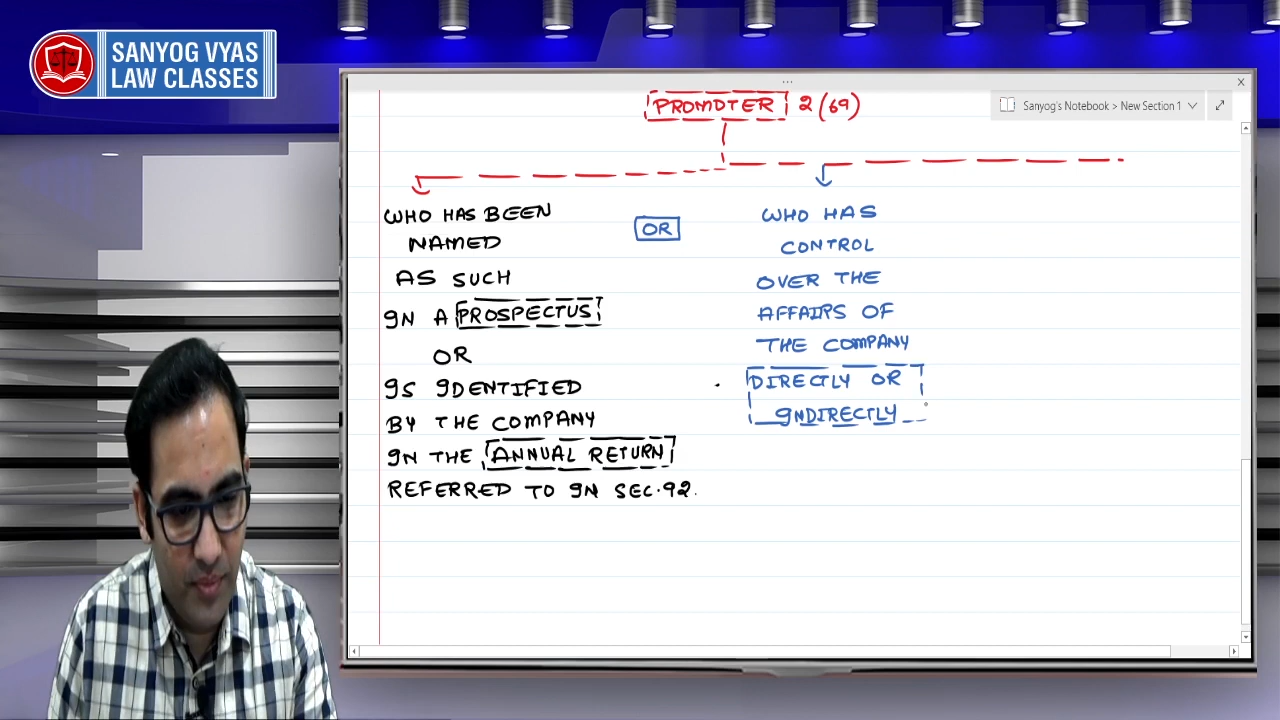 SANYOG VYAS
LAW CLASSES
Sanyog's Notebook > New Section 1
PROMOTER 2(69)
WHO HAS BEEN
NAMED
AS SUCH
IN A PROSPECTUS
OR
IS IDENTIFIED
BY THE COMPANY
IN THE ANNUAL RETURN
REFERRED TO IN SEC.92.
OR
WHO HAS
CONTROL
OVER THE
AFFAIRS OF
THE COMPANY
DIRECTLY OR
INDIRECTLY